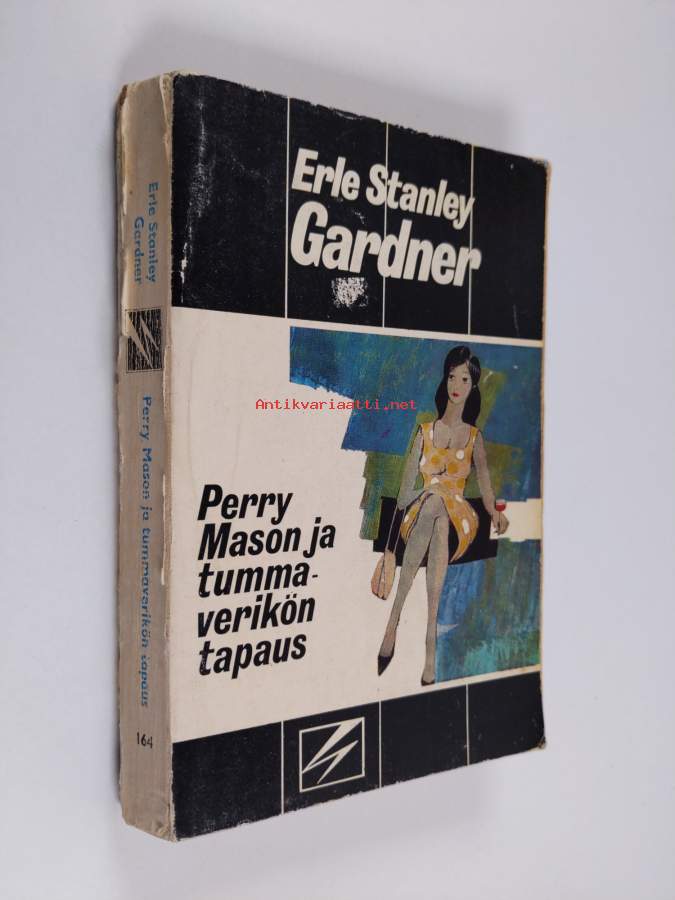 Erle Stanley
Gardner
Perry
Mason ja
tumma-
verikön
tapaus
Erle Stanley
Gardner
Perry Mason ja tummaverikön tapaus
164
Antikvariaatti.net